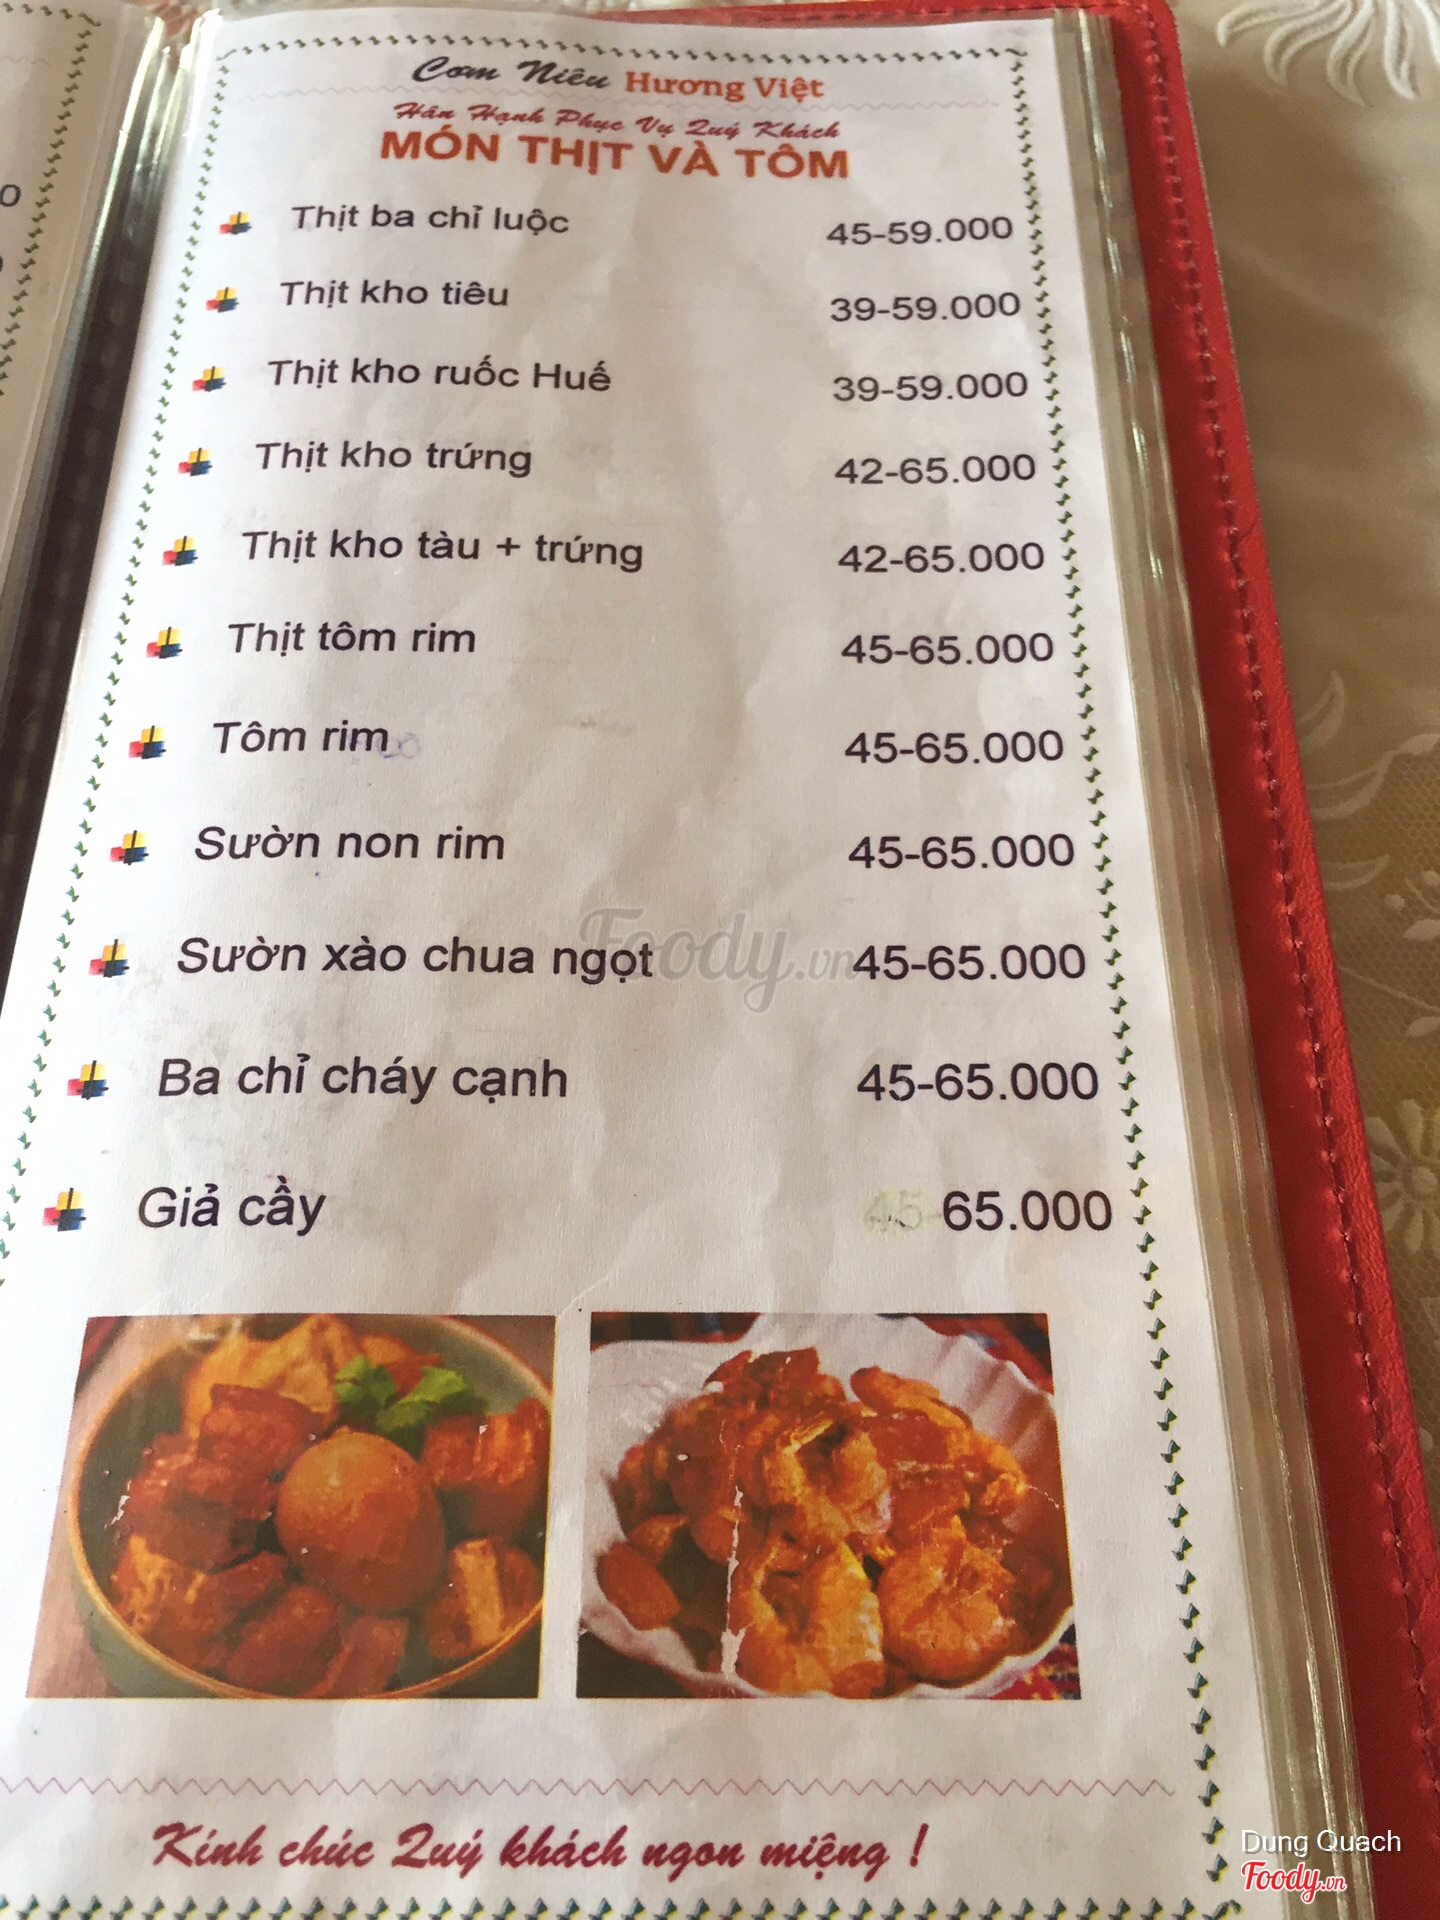 Cơm Niêu Hương Việt
Hân Hạnh Phục Vụ Quý Khách
MÓN THỊT VÀ TÔM
Thịt ba chỉ luộc 45-59.000
Thịt kho tiêu 39-59.000
Thịt kho ruốc Huế 39-59.000
Thịt kho trứng 42-65.000
Thịt kho tàu + trứng 42-65.000
Thịt tôm rim 45-65.000
Tôm rim 45-65.000
Sườn non rim 45-65.000
Sườn xào chua ngọt 45-65.000
Ba chỉ cháy cạnh 45-65.000
Giả cầy 45-65.000
Foody.vn
Kính chúc Quý khách ngon miệng !
Dung Quach
Foody.vn